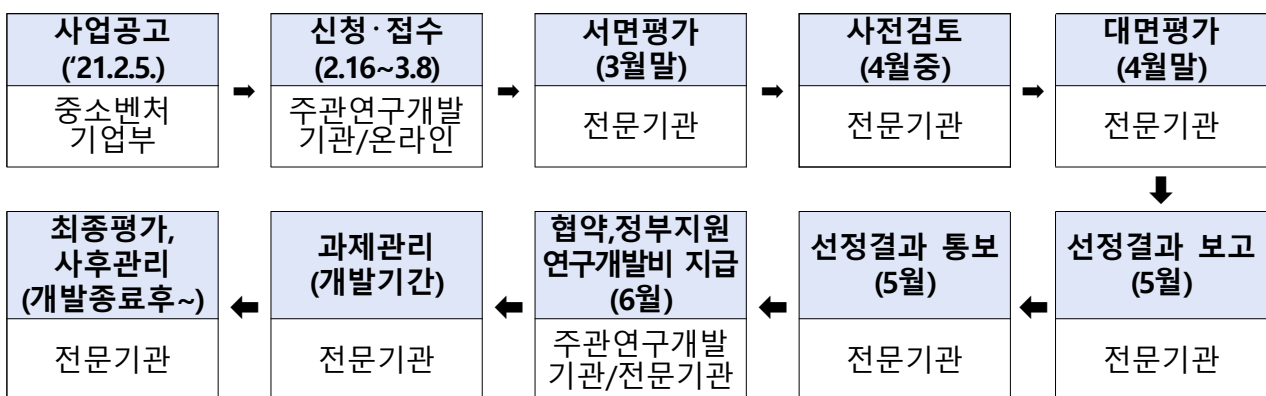 사업공고
(‘21.2.5.)
중소벤처
기업부
➡
신청·접수
(2.16~3.8)
주관연구개발
기관/온라인
➡
서면평가
(3월말)
전문기관
➡
사전검토
(4월중)
전문기관
➡
대면평가
(4월말)
전문기관
⬇
최종평가,
사후관리
(개발종료후~)
전문기관
⬅
과제관리
(개발기간)
전문기관
⬅
협약,정부지원
연구개발비 지급
(6월)
주관연구개발
기관/전문기관
⬅
선정결과 통보
(5월)
전문기관
⬅
선정결과 보고
(5월)
전문기관